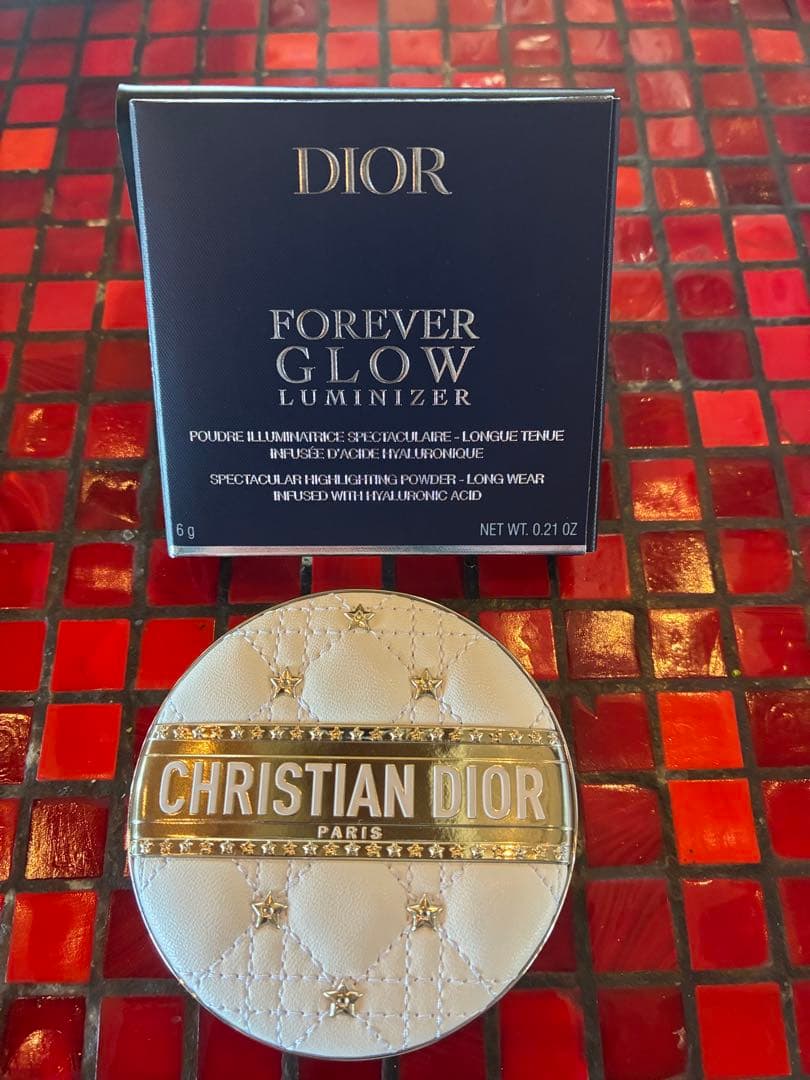 DIOR
FOREVER
GLOW
LUMINIZER
POUDRE ILLUMINATRICE SPECTACULAIRE - LONGUE TENUE
INFUSÉE D'ACIDE HYALURONIQUE
SPECTACULAR HIGHLIGHTING POWDER - LONG WEAR
INFUSED WITH HYALURONIC ACID
6 g NET WT. 0.21 OZ
CHRISTIAN DIOR
PARIS